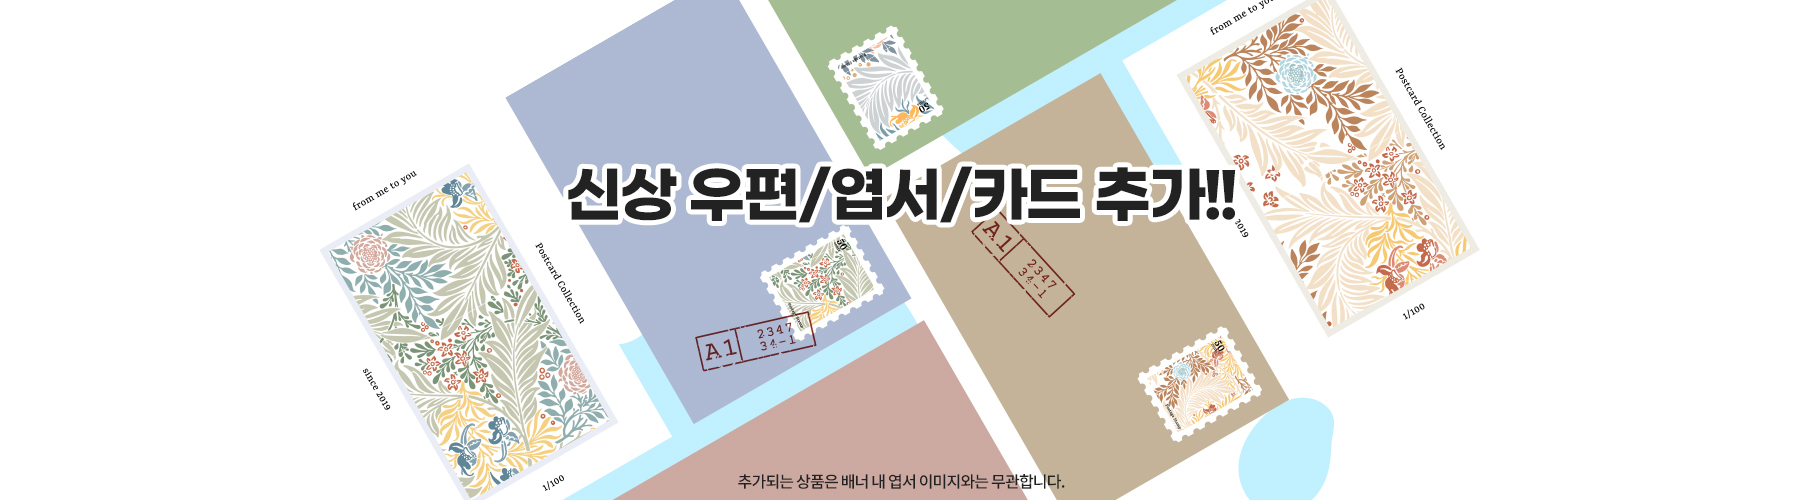 from me to you
Postcard Collection
since 2019
1/100
50
from me to you
Postcard Collection
2019
1/100
신상 우편/엽서/카드 추가!!
50
A1
2347
34-1
A1
2347
34-1
50
추가되는 상품은 배너 내 엽서 이미지와는 무관합니다.